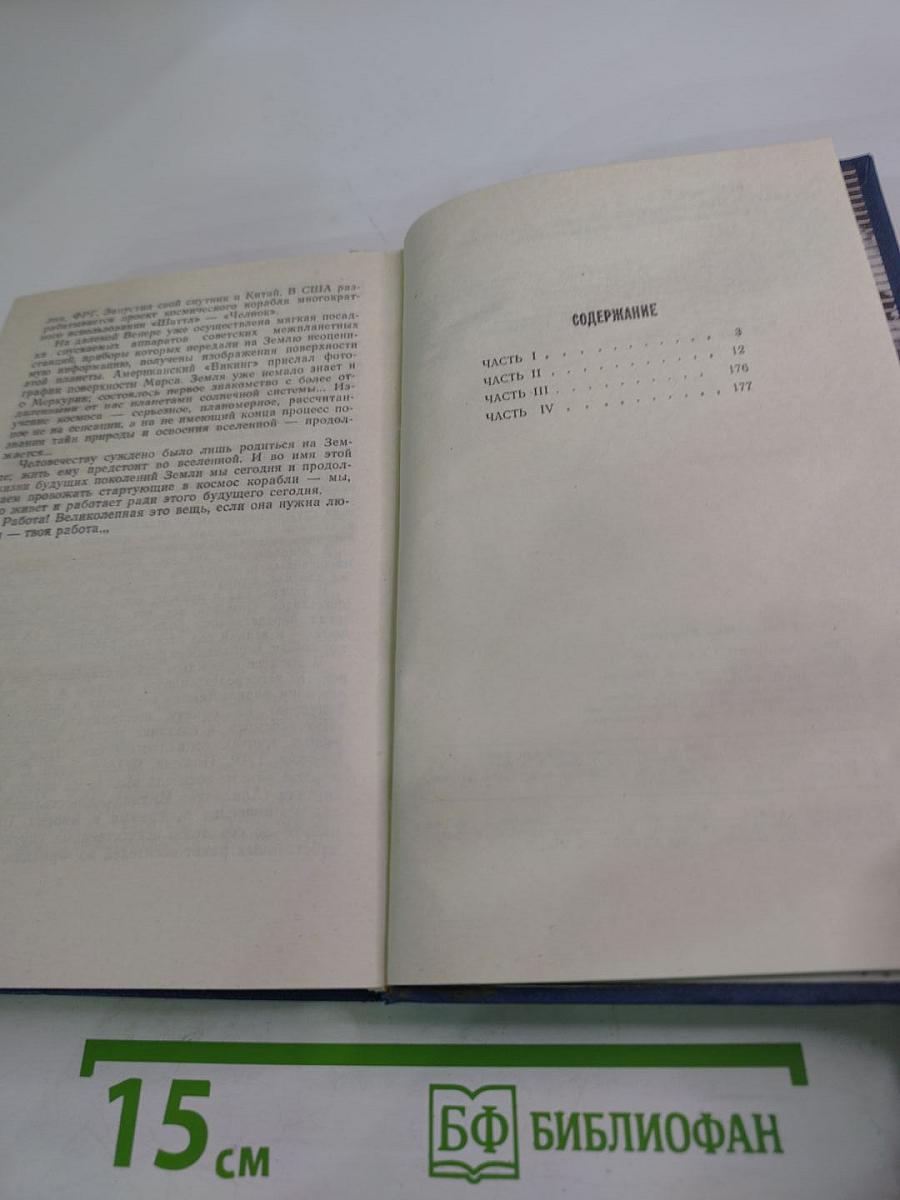 ния, ФРГ. Запустил свой спутник и Китай. В США раз-
рабатывается проект космического корабля многократ-
ного использования «Шаттл» — «Челнок».
На далекой Венере уже осуществлена мягкая посад-
ка спускаемых аппаратов советских межпланетных
станций, приборы которых передали на Землю неоцени-
мую информацию, получены изображения поверхности
этой планеты. Американский «Викинг» прислал фото-
графии поверхности Марса. Земля уже немало знает и
о Меркурии; состоялось первое знакомство с более от-
даленными от нас планетами солнечной системы... Из-
учение космоса — серьезное, планомерное, рассчитан-
ное не на сенсации, а на не имеющий конца процесс по-
знания тайн природы и освоения вселенной — продол-
жается...
Человечеству суждено было лишь родиться на Зем-
ле; жить ему предстоит во вселенной. И во имя этой
жизни будущих поколений Земли мы сегодня и продол-
жаем провожать стартующие в космос корабли — мы,
о живет и работает ради этого будущего сегодня.
Работа! Великолепная это вещь, если она нужна лю-
— твоя работа...
СОДЕРЖАНИЕ
ЧАСТЬ I . . . . . . . . . . 3
ЧАСТЬ II . . . . . . . . . . 12
ЧАСТЬ III . . . . . . . . . . 176
ЧАСТЬ IV . . . . . . . . . . 177
15 см
БФ БИБЛИОФАН